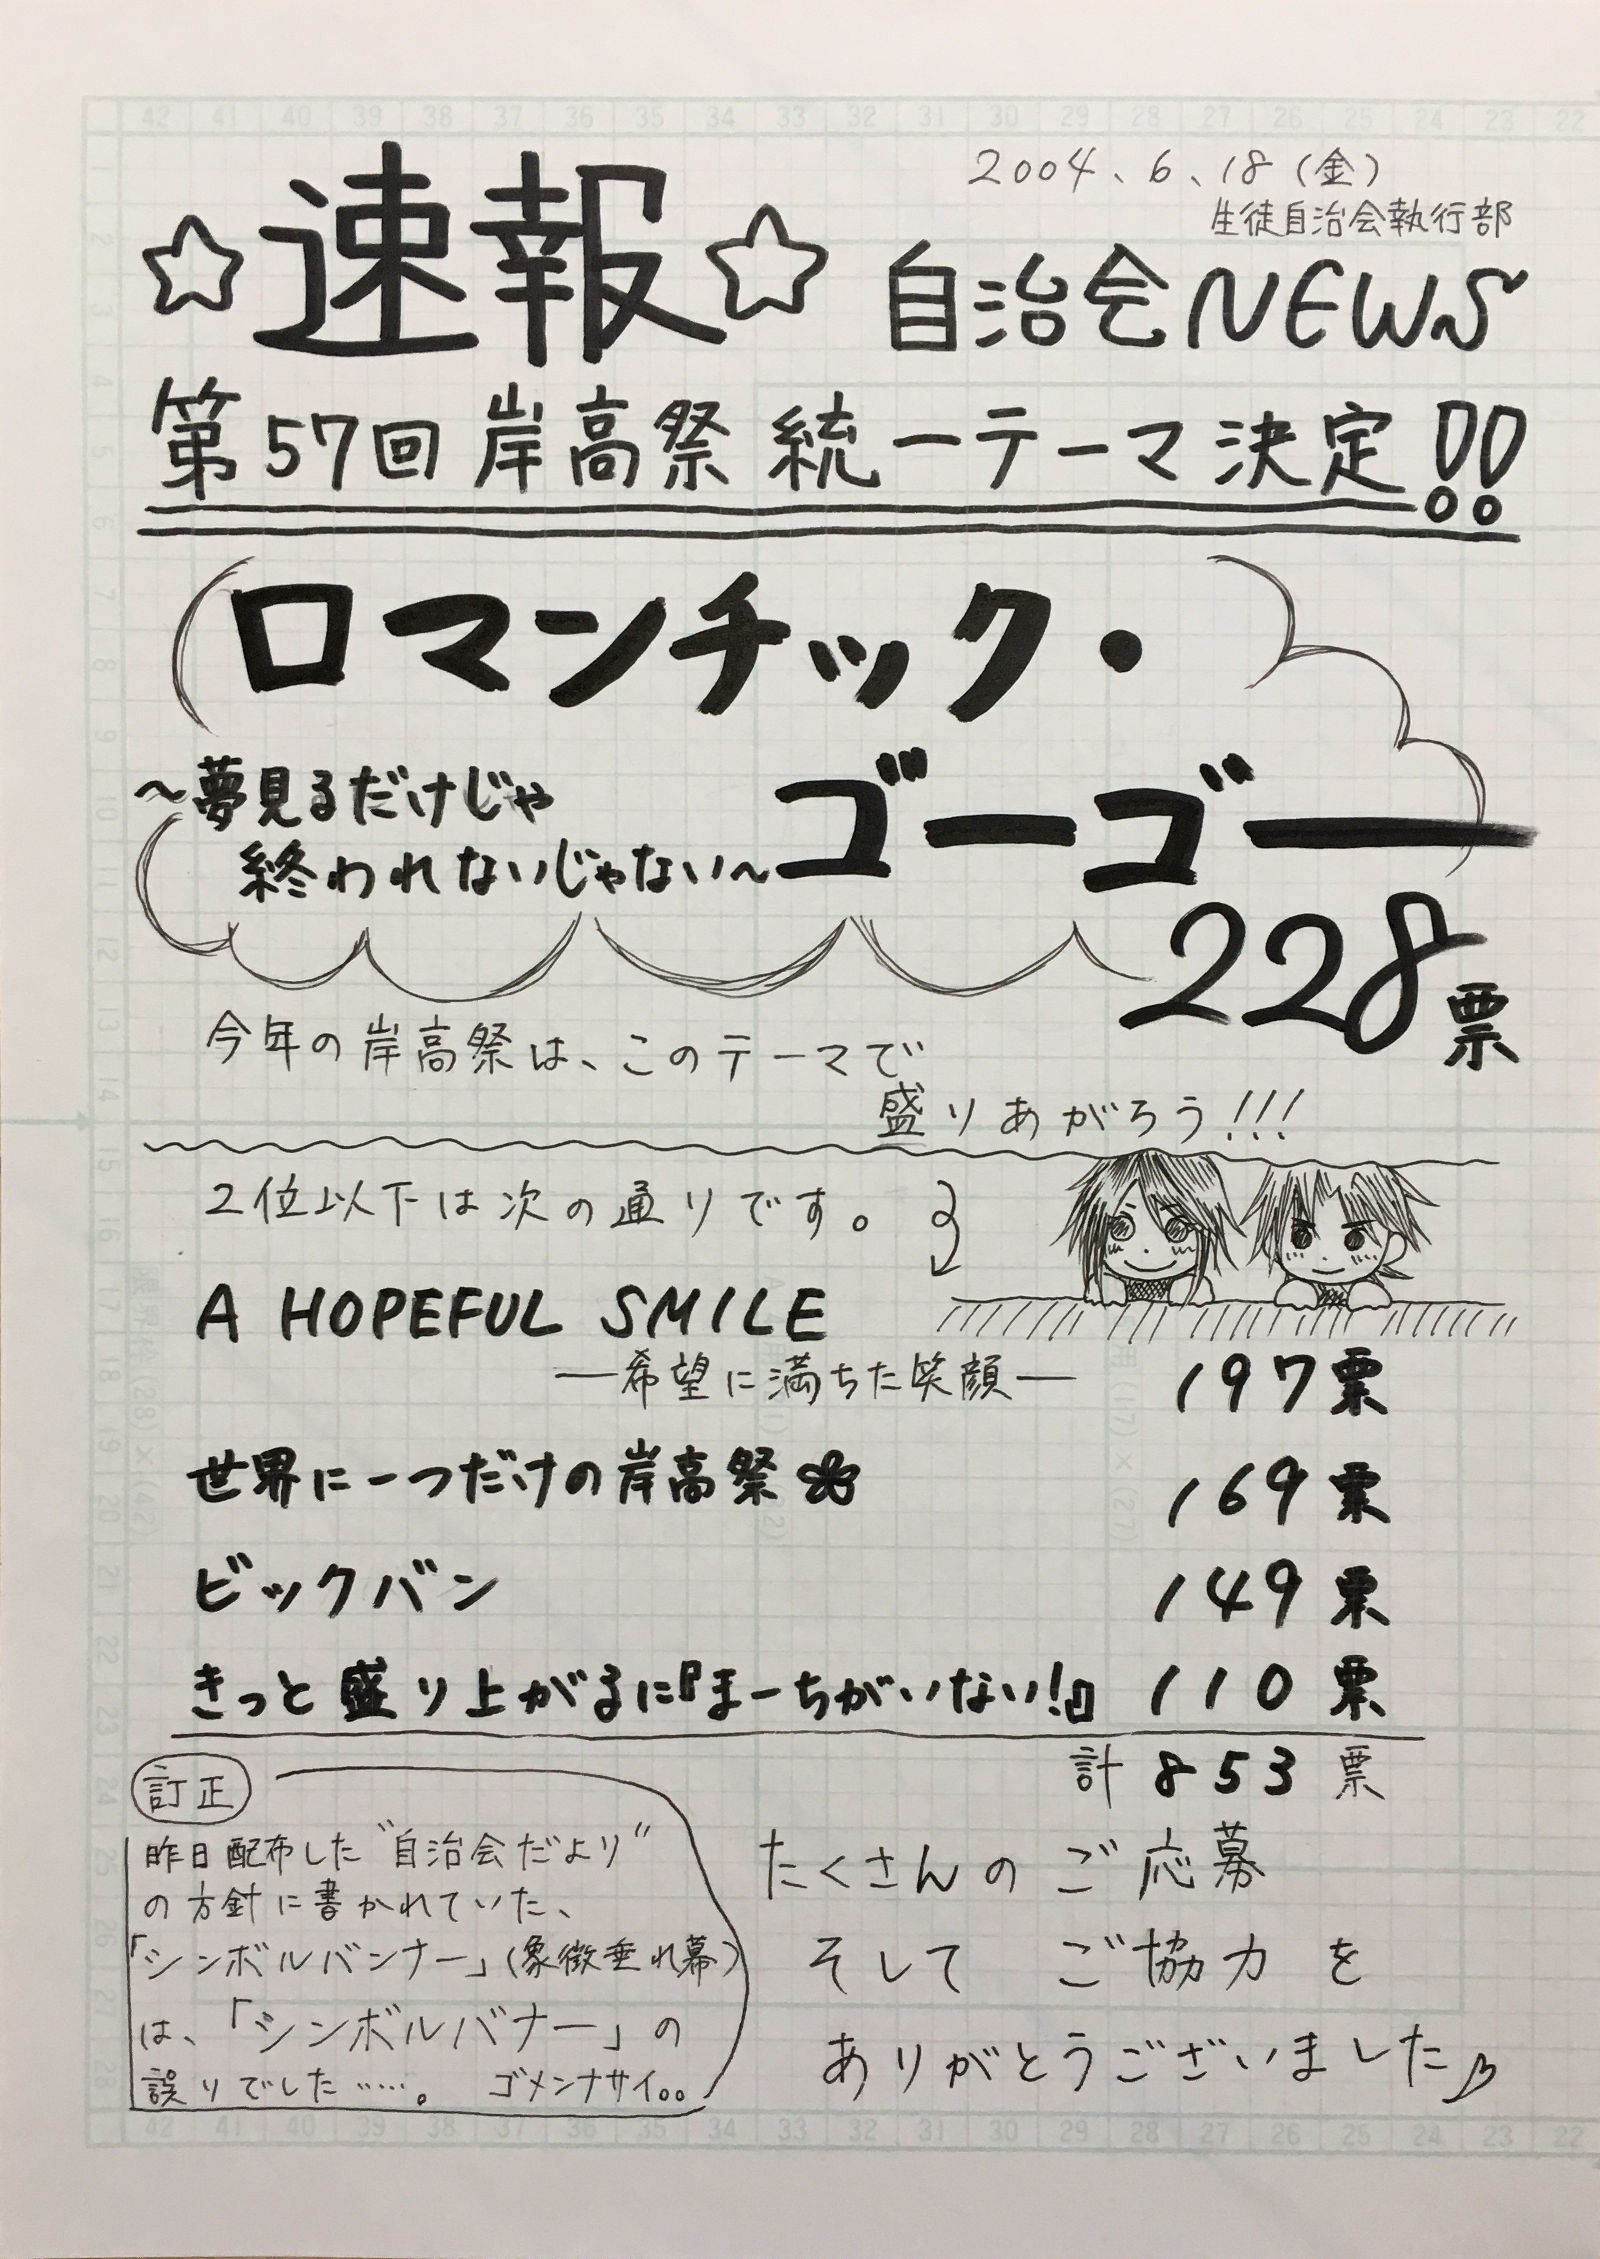 2004、6、18（金）
生徒自治会執行部
☆速報☆ 自治会NEWS
第57回 岸高祭 統一テーマ決定!!
ロマンチック・
ゴーゴー
～夢見るだけじゃ
終われないじゃない～
228票
今年の岸高祭は、このテーマで
盛りあがろう!!!
2位以下は次の通りです。
A HOPEFUL SMILE
―希望に満ちた笑顔― 197票
世界に一つだけの岸高祭 169票
ビックバン 149票
きっと盛り上がるに『まーちがいない!』 110票
計 853票
訂正
昨日配布した"自治会だより"
の方針に書かれていた、
「シンボルバンナー」（象徴垂れ幕）
は、「シンボルバナー」の
誤りでした……。 ゴメンナサイ。。
たくさんの ご応募
そして ご協力 を
ありがとうございました♪